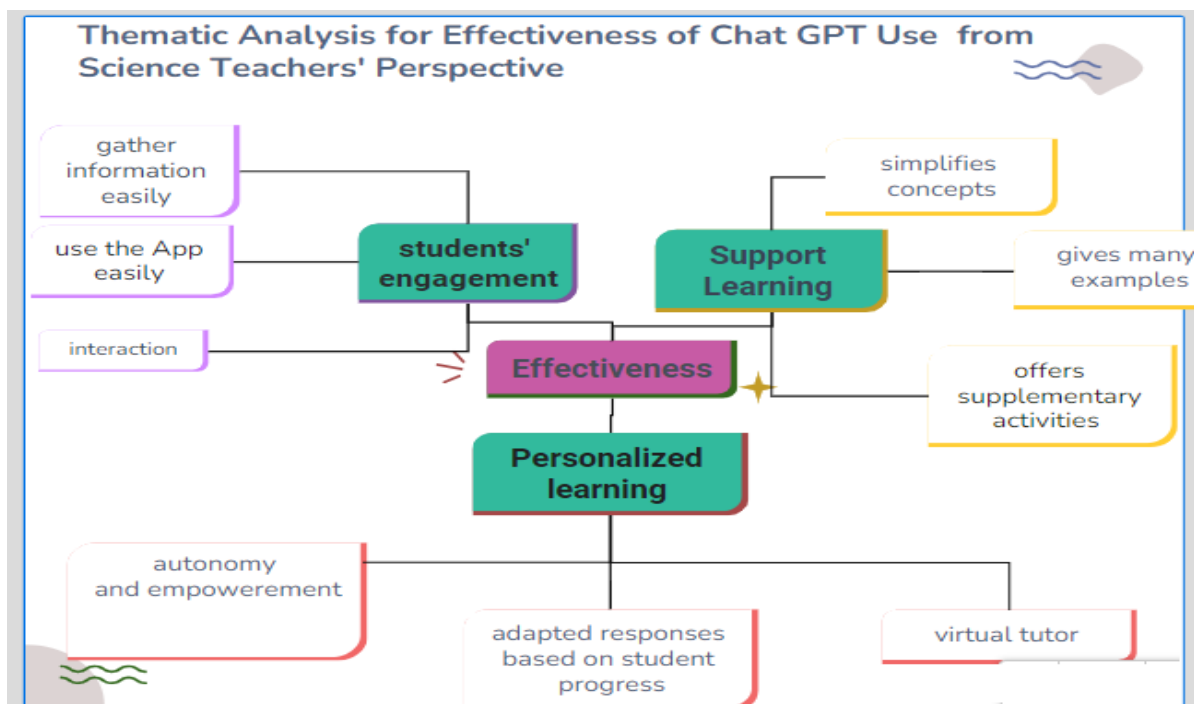 Thematic Analysis for Effectiveness of Chat GPT Use from
Science Teachers' Perspective
gather
information
easily
use the App
easily
interaction
students'
engagement
Support
Learning
simplifies
concepts
gives many
examples
offers
supplementary
activities
Effectiveness
Personalized
learning
autonomy
and empowerement
adapted responses
based on student
progress
virtual tutor